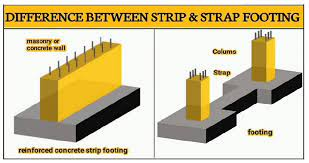 DIFFERENCE BETWEEN STRIP & STRAP FOOTING
masonry or
concrete wall
reinforced concrete strip footing
Colums
Strap
footing